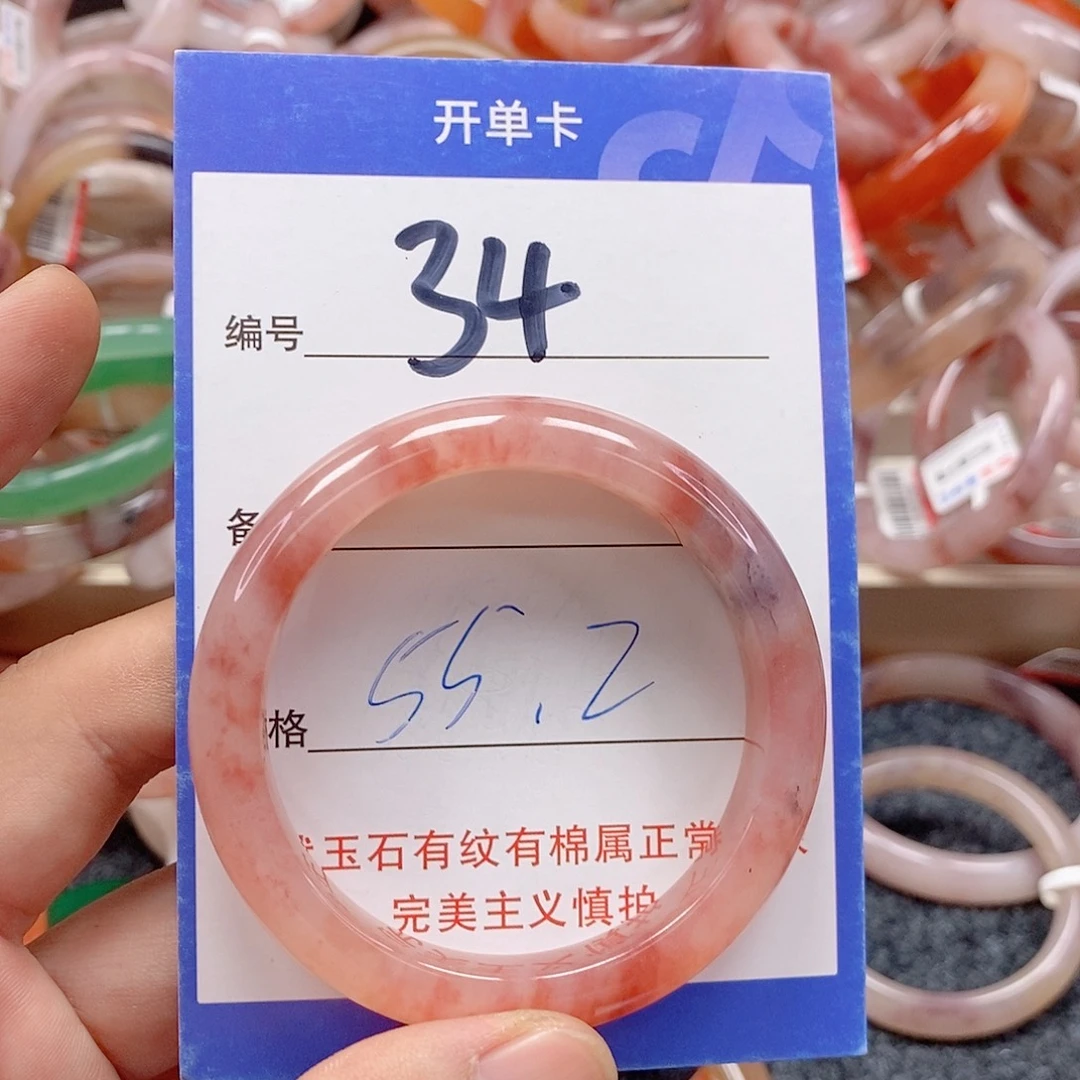 开单卡
编号 34
备
格 55.2
玉石有纹有棉属正常
完美主义慎拍